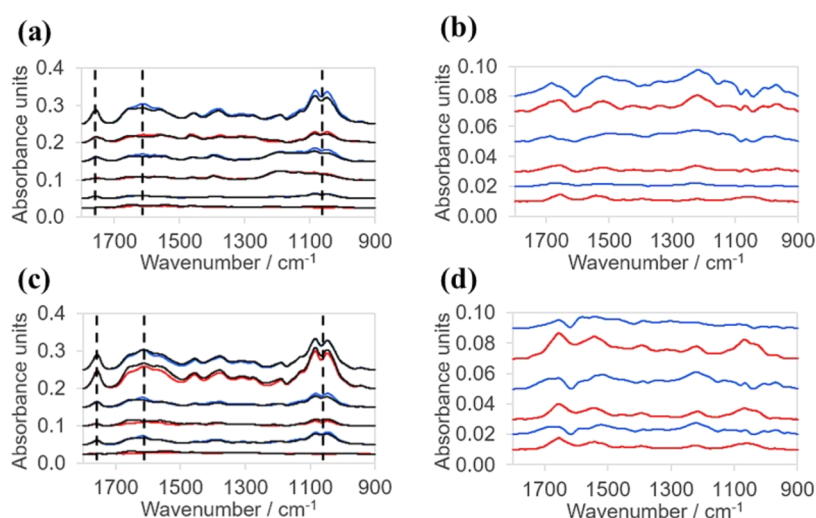 (a)
(b)
Absorbance units
0.4
0.3
0.2
0.1
0.0
1700 1500 1300 1100 900
Wavenumber / cm⁻¹
Absorbance units
0.10
0.08
0.06
0.04
0.02
0.00
1700 1500 1300 1100 900
Wavenumber / cm⁻¹
(c)
(d)
Absorbance units
0.4
0.3
0.2
0.1
0.0
1700 1500 1300 1100 900
Wavenumber / cm⁻¹
Absorbance units
0.10
0.08
0.06
0.04
0.02
0.00
1700 1500 1300 1100 900
Wavenumber / cm⁻¹